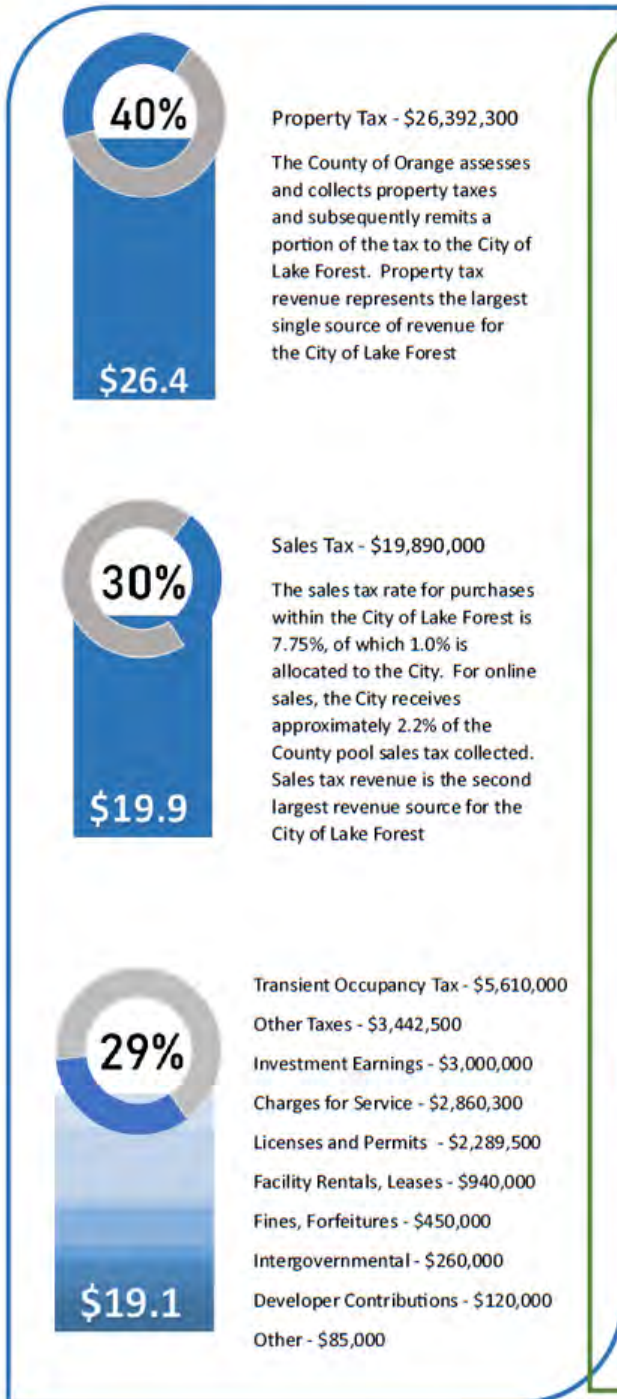 40%
Property Tax - $26,392,300
The County of Orange assesses
and collects property taxes
and subsequently remits a
portion of the tax to the City of
Lake Forest.  Property tax
revenue represents the largest
single source of revenue for
the City of Lake Forest
$26.4
30%
Sales Tax - $19,890,000
The sales tax rate for purchases
within the City of Lake Forest is
7.75%, of which 1.0% is
allocated to the City.  For online
sales, the City receives
approximately 2.2% of the
County pool sales tax collected.
Sales tax revenue is the second
largest revenue source for the
City of Lake Forest
$19.9
29%
Transient Occupancy Tax - $5,610,000
Other Taxes - $3,442,500
Investment Earnings - $3,000,000
Charges for Service - $2,860,300
Licenses and Permits  - $2,289,500
Facility Rentals, Leases - $940,000
Fines, Forfeitures - $450,000
Intergovernmental - $260,000
Developer Contributions - $120,000
Other - $85,000
$19.1